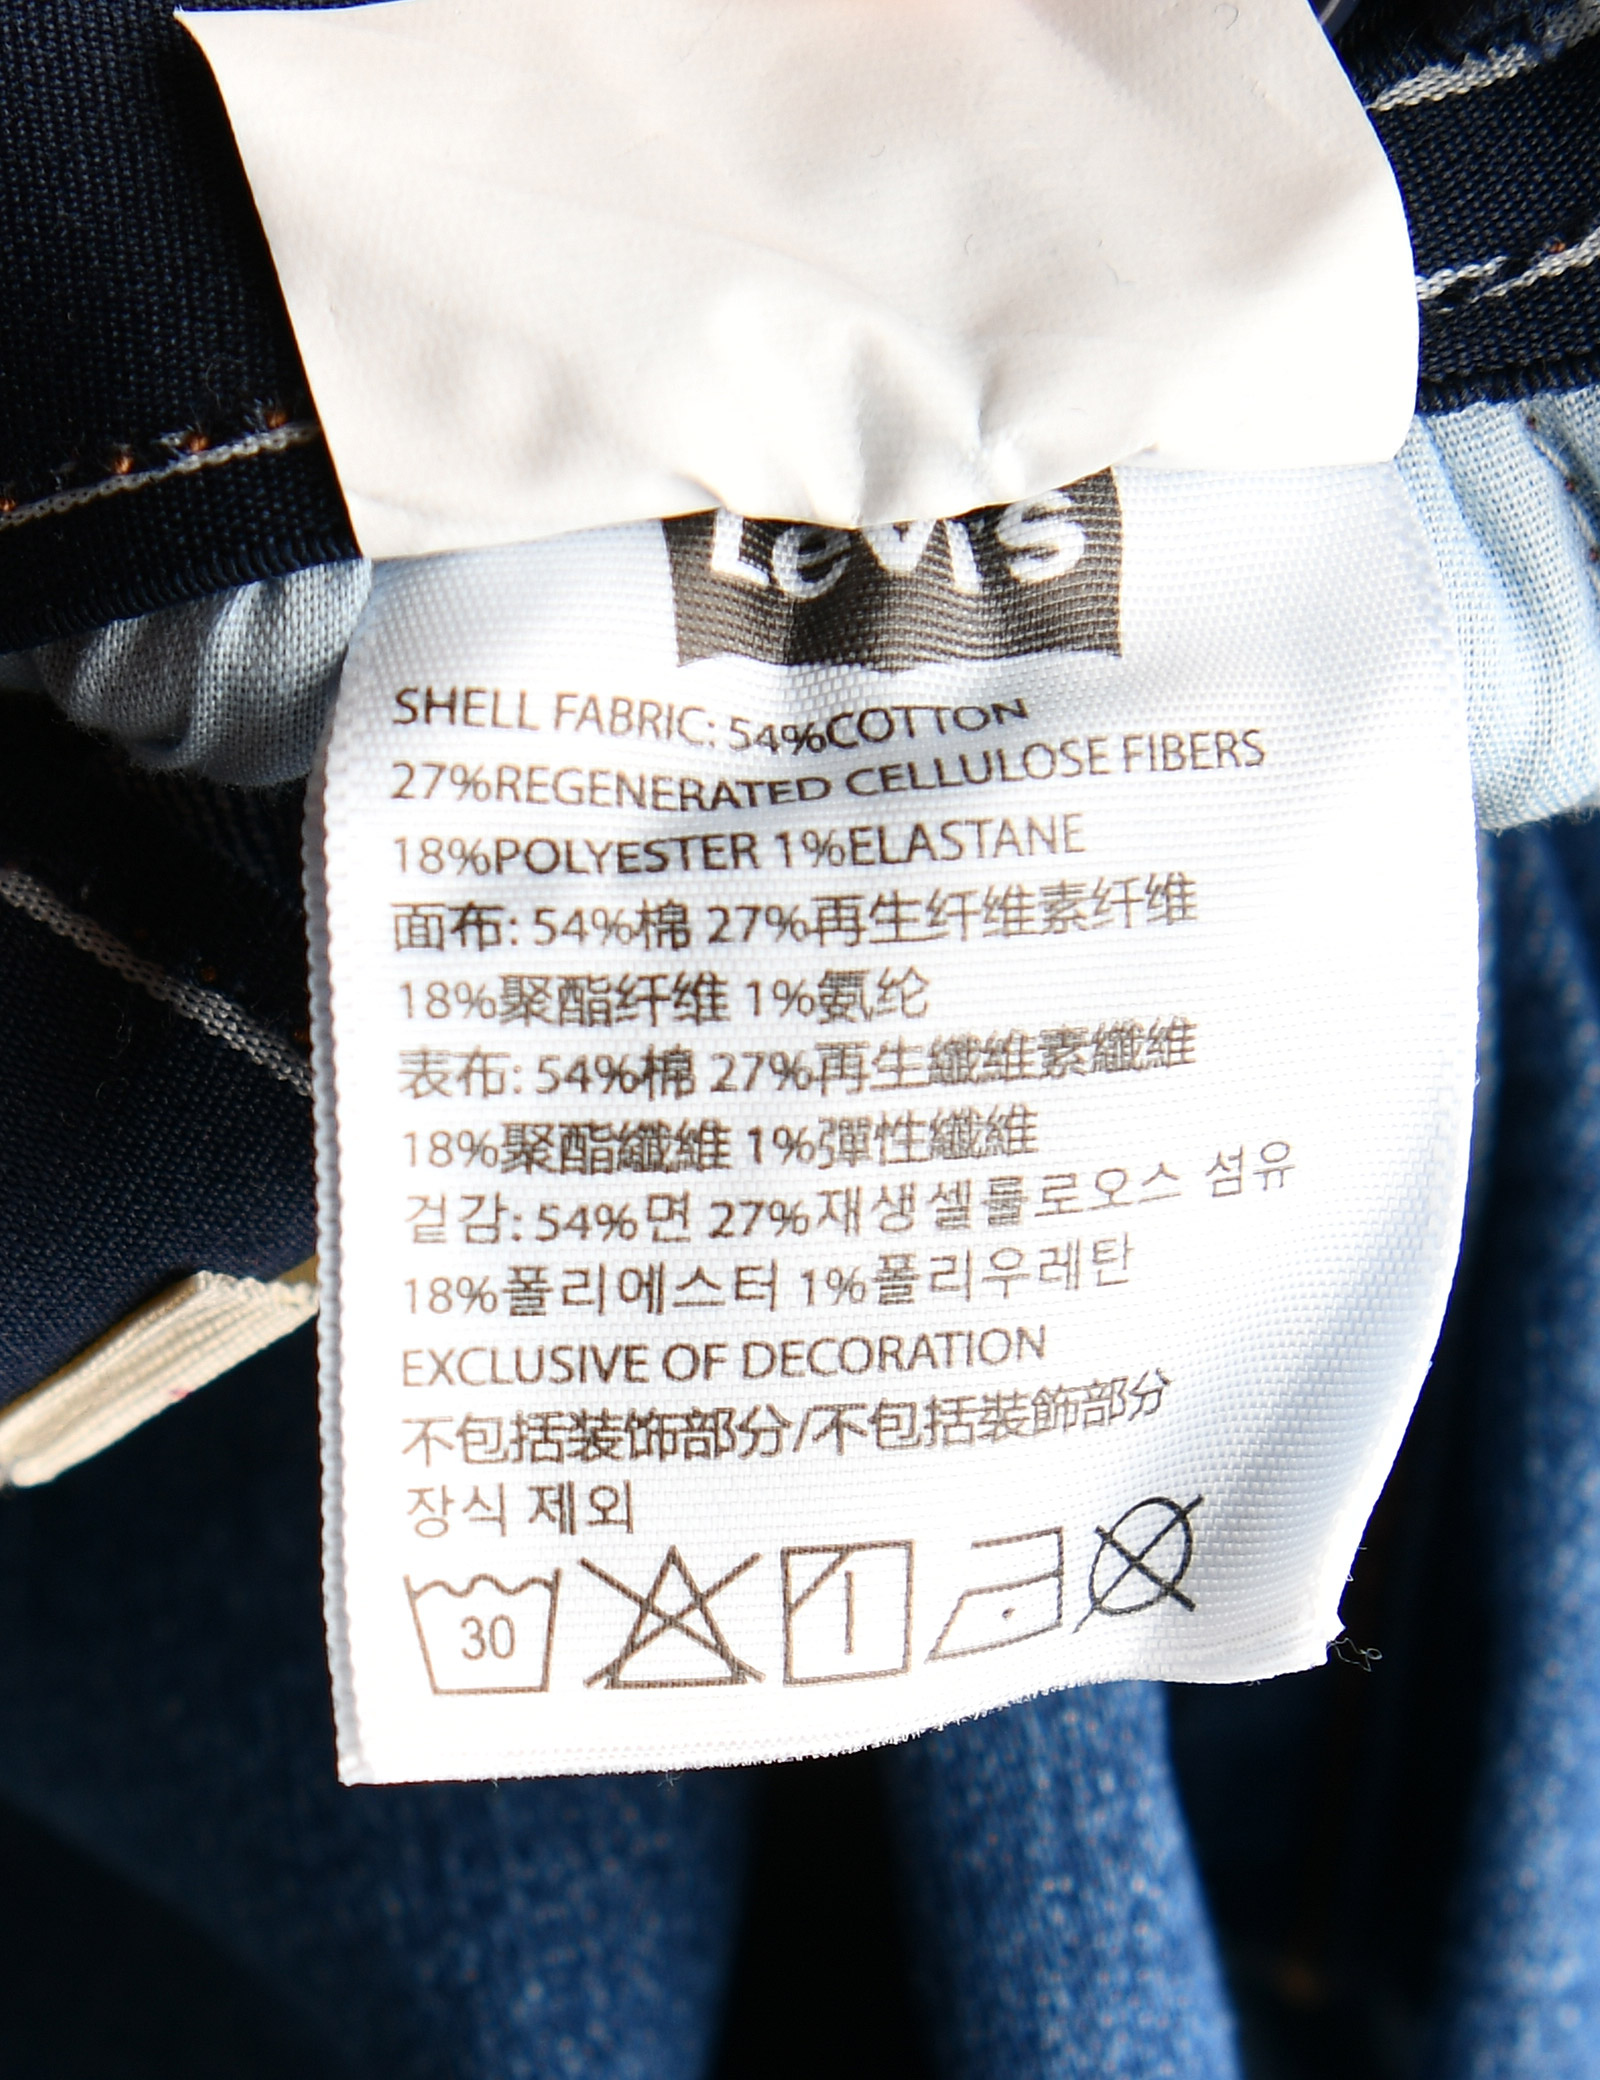 Levi's
SHELL FABRIC: 54%COTTON
27%REGENERATED CELLULOSE FIBERS
18%POLYESTER 1%ELASTANE
面布: 54%棉 27%再生纤维素纤维
18%聚酯纤维 1%氨纶
表布: 54%棉 27%再生纖維素纖維
18%聚酯纖維 1%彈性纖維
겉감: 54%면 27%재생셀룰로오스 섬유
18%폴리에스터 1%폴리우레탄
EXCLUSIVE OF DECORATION
不包括装饰部分/不包括裝飾部分
장식 제외
30